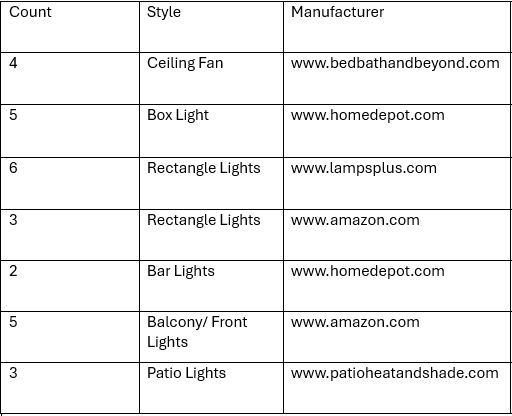 Count Style Manufacturer
4 Ceiling Fan www.bedbathandbeyond.com
5 Box Light www.homedepot.com
6 Rectangle Lights www.lampsplus.com
3 Rectangle Lights www.amazon.com
2 Bar Lights www.homedepot.com
5 Balcony/ Front www.amazon.com
Lights
3 Patio Lights www.patioheatandshade.com